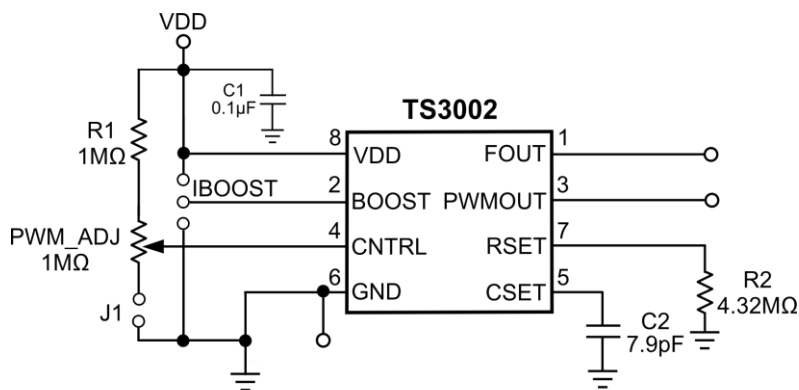 VDD
C1
0.1µF
TS3002
R1
1MΩ
8
VDD
FOUT
1
IBOOST
2
BOOST
PWMOUT
3
PWM_ADJ
1MΩ
4
CNTRL
RSET
7
6
GND
CSET
5
J1
R2
4.32MΩ
C2
7.9pF